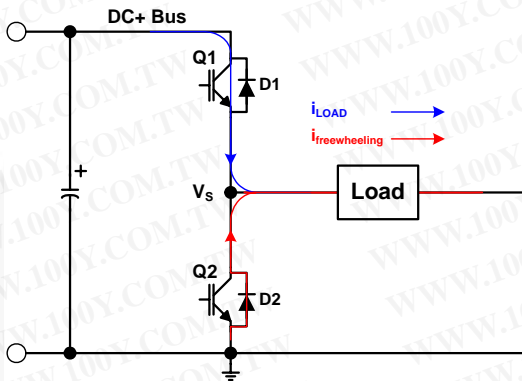 DC+ Bus
Q1
D1
iLOAD
ifreewheeling
VS
Load
Q2
D2
+
WWW.100Y.COM.TW